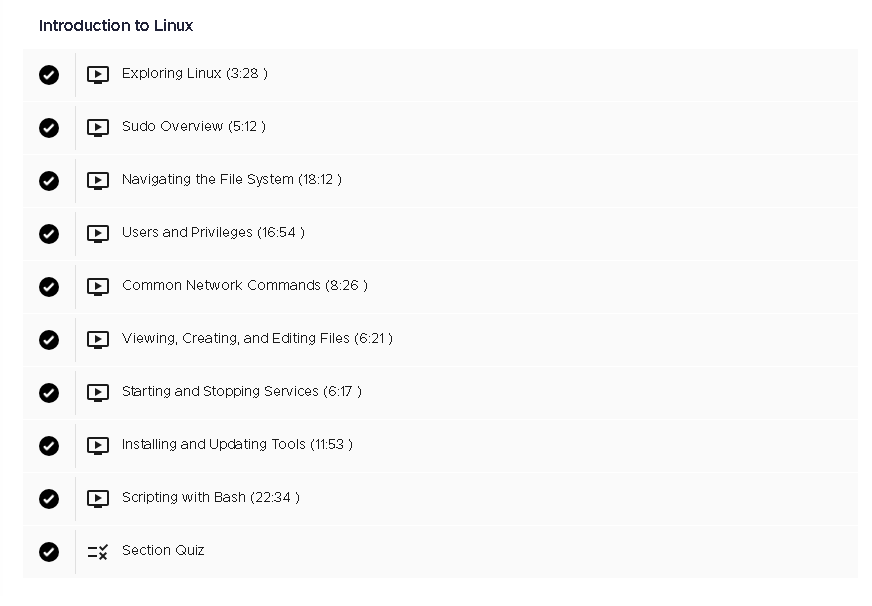 Introduction to Linux
Exploring Linux (3:28 )
Sudo Overview (5:12 )
Navigating the File System (18:12 )
Users and Privileges (16:54 )
Common Network Commands (8:26 )
Viewing, Creating, and Editing Files (6:21 )
Starting and Stopping Services (6:17 )
Installing and Updating Tools (11:53 )
Scripting with Bash (22:34 )
Section Quiz